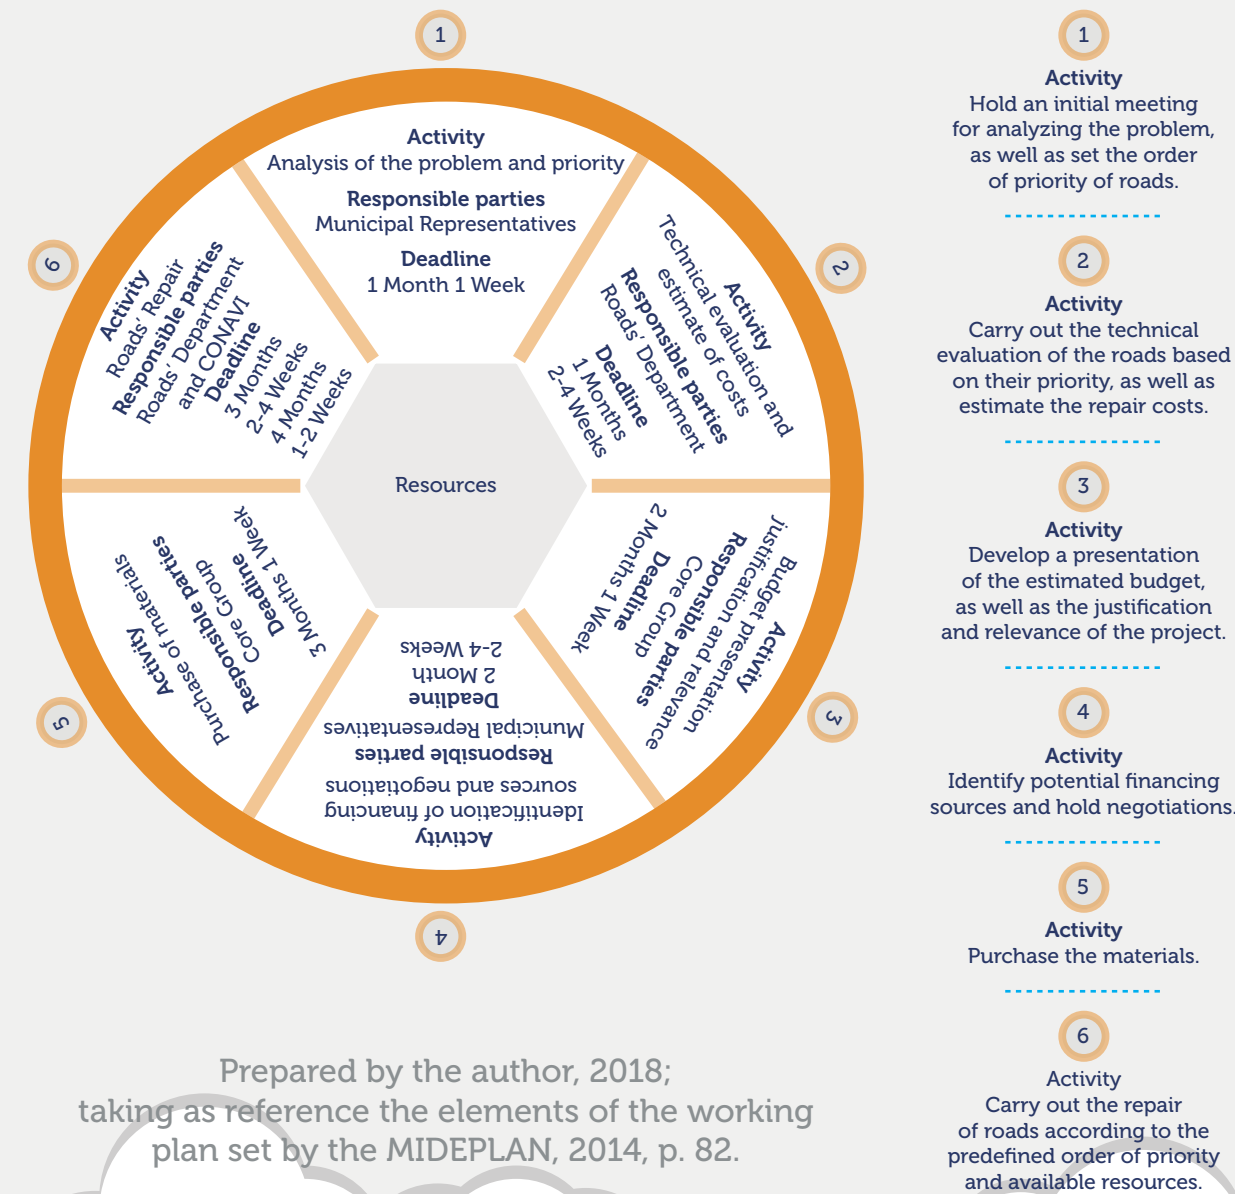 1
Activity
Analysis of the problem and priority
Responsible parties
Municipal Representatives
Deadline
1 Month 1 Week
2
Activity
Technical evaluation and
estimate of costs
Responsible parties
Roads' Department
Deadline
1 Months
2-4 Weeks
3
Activity
Budget presentation
justification and relevance
Responsible parties
Core Group
Deadline
2 Months 1 Week
4
Activity
Identification of financing
sources and negotiations
Responsible parties
Municipal Representatives
Deadline
2 Month
2-4 Weeks
5
Activity
Purchase of materials
Responsible parties
Core Group
Deadline
3 Months 1 Week
6
Activity
Roads' Repair
Responsible parties
Roads' Department
and CONAVI
Deadline
3 Months
2-4 Weeks
4 Months
1-2 Weeks
Resources
1
Activity
Hold an initial meeting
for analyzing the problem,
as well as set the order
of priority of roads.
2
Activity
Carry out the technical
evaluation of the roads based
on their priority, as well as
estimate the repair costs.
3
Activity
Develop a presentation
of the estimated budget,
as well as the justification
and relevance of the project.
4
Activity
Identify potential financing
sources and hold negotiations.
5
Activity
Purchase the materials.
6
Activity
Carry out the repair
of roads according to the
predefined order of priority
and available resources.
Prepared by the author, 2018;
taking as reference the elements of the working
plan set by the MIDEPLAN, 2014, p. 82.